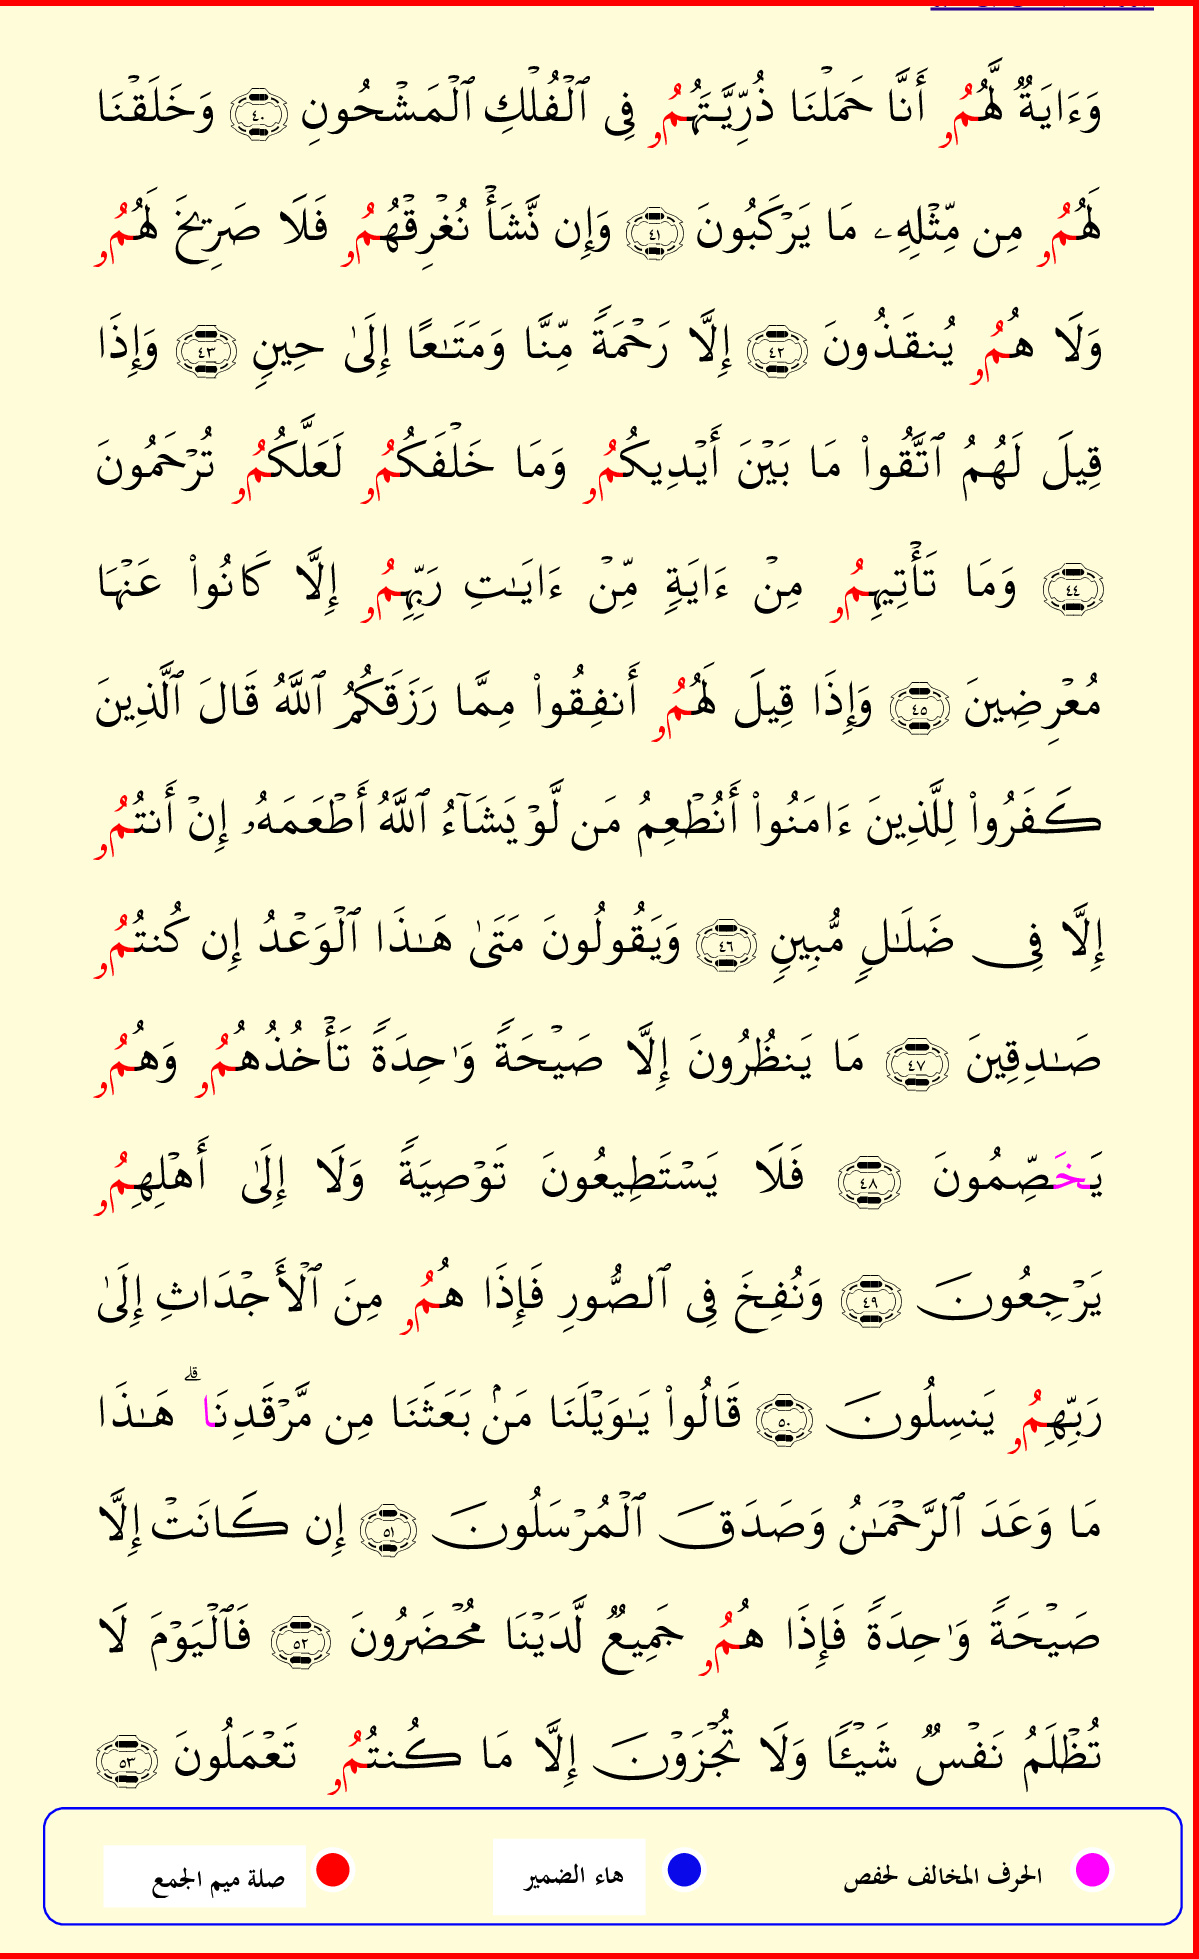 وَءَايَةٌ لَّهُمُو أَنَّا حَمَلْنَا ذُرِّيَّتَهُمُو فِى ٱلْفُلْكِ ٱلْمَشْحُونِ ٤٠ وَخَلَقْنَا
لَهُمُو مِن مِّثْلِهِۦ مَا يَرْكَبُونَ ٤١ وَإِن نَّشَأْ نُغْرِقْهُمُو فَلَا صَرِيخَ لَهُمُو
وَلَا هُمُو يُنقَذُونَ ٤٢ إِلَّا رَحْمَةً مِّنَّا وَمَتَـٰعًا إِلَىٰ حِينٍ ٤٣ وَإِذَا
قِيلَ لَهُمُ ٱتَّقُوا۟ مَا بَيْنَ أَيْدِيكُمُو وَمَا خَلْفَكُمُو لَعَلَّكُمُو تُرْحَمُونَ
٤٤ وَمَا تَأْتِيهِمُو مِنْ ءَايَةٍ مِّنْ ءَايَـٰتِ رَبِّهِمُو إِلَّا كَانُوا۟ عَنْهَا
مُعْرِضِينَ ٤٥ وَإِذَا قِيلَ لَهُمُو أَنفِقُوا۟ مِمَّا رَزَقَكُمُ ٱللَّهُ قَالَ ٱلَّذِينَ
كَفَرُوا۟ لِلَّذِينَ ءَامَنُوا۟ أَنُطْعِمُ مَن لَّوْ يَشَآءُ ٱللَّهُ أَطْعَمَهُۥ إِنْ أَنتُمُو
إِلَّا فِى ضَلَـٰلٍ مُّبِينٍ ٤٦ وَيَقُولُونَ مَتَىٰ هَـٰذَا ٱلْوَعْدُ إِن كُنتُمُو
صَـٰدِقِينَ ٤٧ مَا يَنظُرُونَ إِلَّا صَيْحَةً وَٰحِدَةً تَأْخُذُهُمُو وَهُمُو
يَخَصِّمُونَ ٤٨ فَلَا يَسْتَطِيعُونَ تَوْصِيَةً وَلَا إِلَىٰ أَهْلِهِمُو
يَرْجِعُونَ ٤٩ وَنُفِخَ فِى ٱلصُّورِ فَإِذَا هُمُو مِنَ ٱلْأَجْدَاثِ إِلَىٰ
رَبِّهِمُو يَنسِلُونَ ٥٠ قَالُوا۟ يَـٰوَيْلَنَا مَنۢ بَعَثَنَا مِن مَّرْقَدِنَا ۗ هَـٰذَا
مَا وَعَدَ ٱلرَّحْمَـٰنُ وَصَدَقَ ٱلْمُرْسَلُونَ ٥١ إِن كَانَتْ إِلَّا
صَيْحَةً وَٰحِدَةً فَإِذَا هُمُو جَمِيعٌ لَّدَيْنَا مُحْضَرُونَ ٥٢ فَٱلْيَوْمَ لَا
تُظْلَمُ نَفْسٌ شَيْـًٔا وَلَا تُجْزَوْنَ إِلَّا مَا كُنتُمُو تَعْمَلُونَ ٥٣
الحرف المخالف لحفص هاء الضمير صلة ميم الجمع